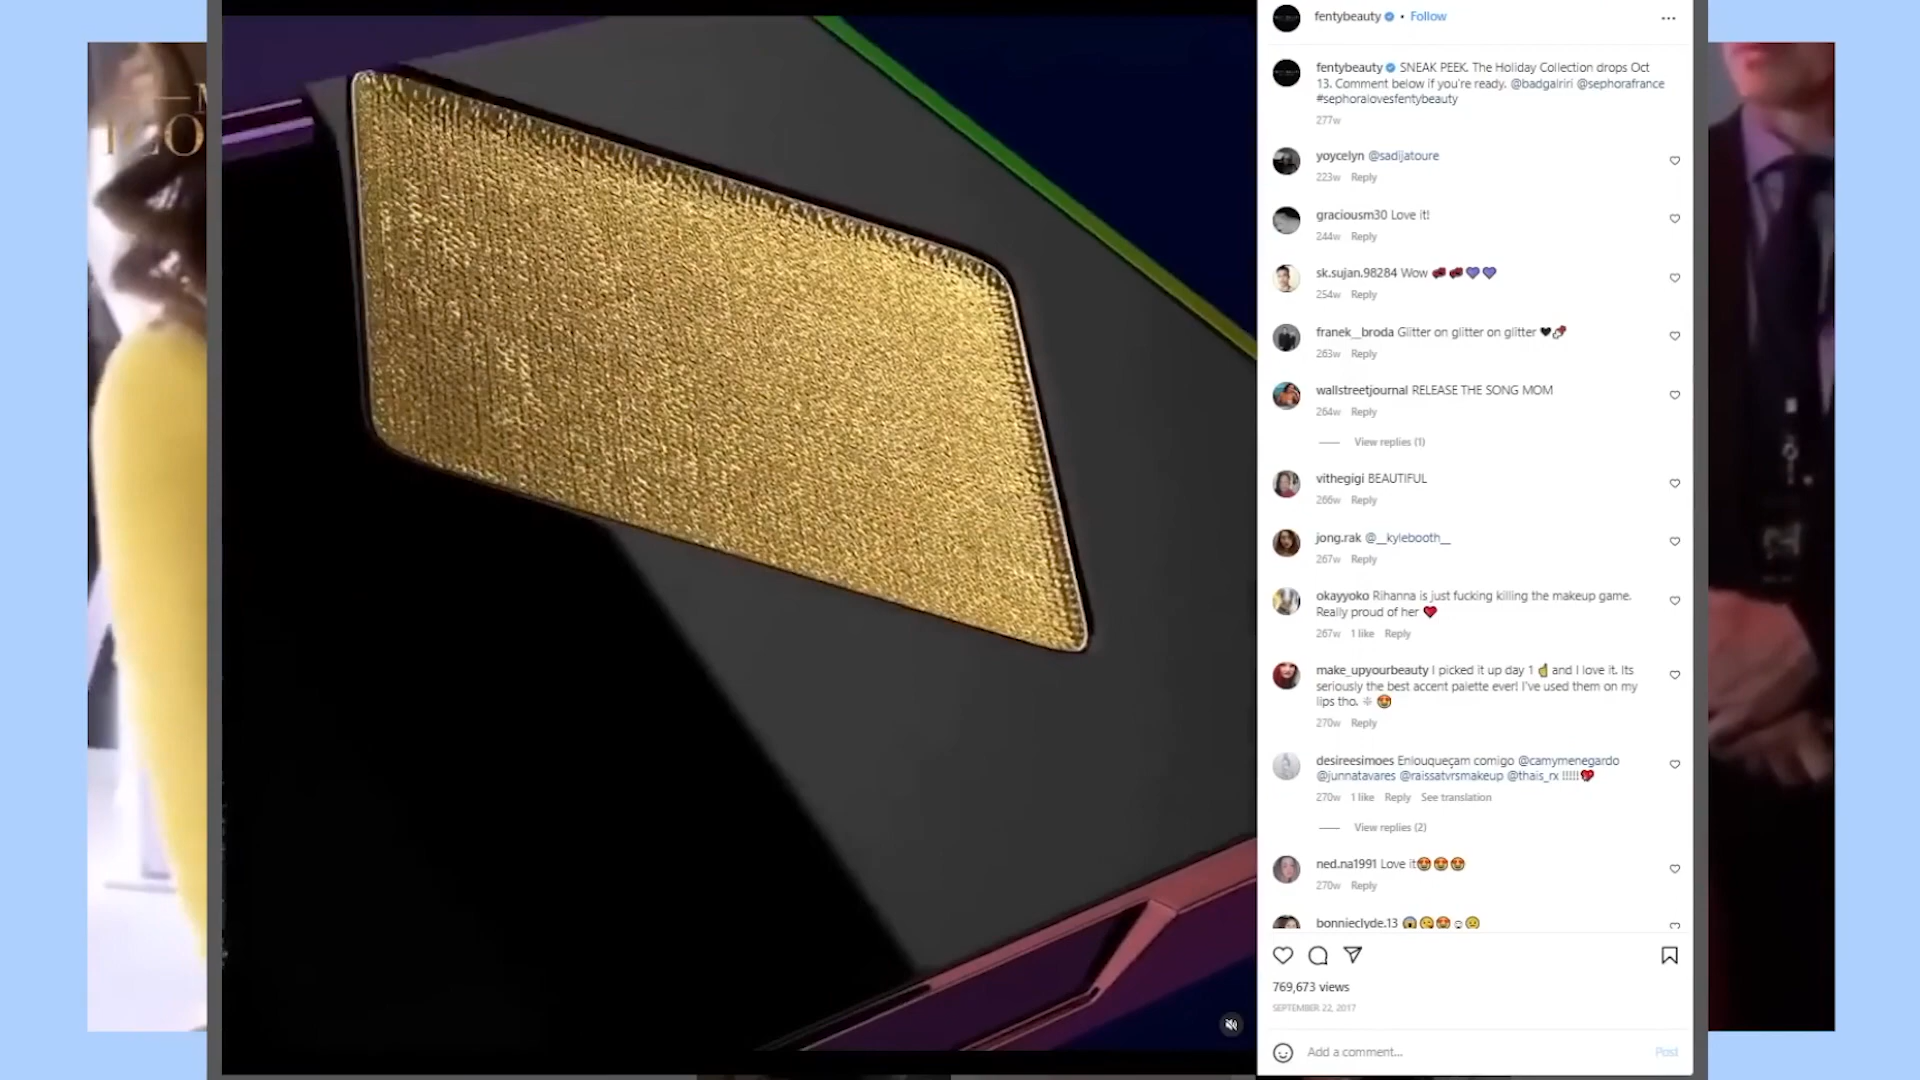 fentybeauty • Follow
fentybeauty SNEAK PEEK. The Holiday Collection drops Oct
13. Comment below if you're ready. @badgalriri @sephorafrance
#sephoralovesfentybeauty
277w
yoycelyn @sadijatoure
223w Reply
graciousm30 Love it!
244w Reply
sk.sujan.98284 Wow 💜💜
254w Reply
franek__broda Glitter on glitter on glitter
263w Reply
wallstreetjournal RELEASE THE SONG MOM
264w Reply
View replies (1)
vithegigi BEAUTIFUL
266w Reply
jong.rak @__kylebooth__
267w Reply
okayyoko Rihanna is just fucking killing the makeup game.
Really proud of her ❤
267w 1 like Reply
make_upyourbeauty I picked it up day 1 and I love it. Its
seriously the best accent palette ever! I've used them on my
lips tho. 😍
270w Reply
desireesimoes Enlouqueçam comigo @camymenegardo
@junnatavares @raissatvrsmakeup @thais_rx !!!!!
270w 1 like Reply See translation
View replies (2)
ned.na1991 Love it😍😍😍
270w Reply
bonnieclyde.13
769,673 views
SEPTEMBER 22, 2017
Add a comment...
Post